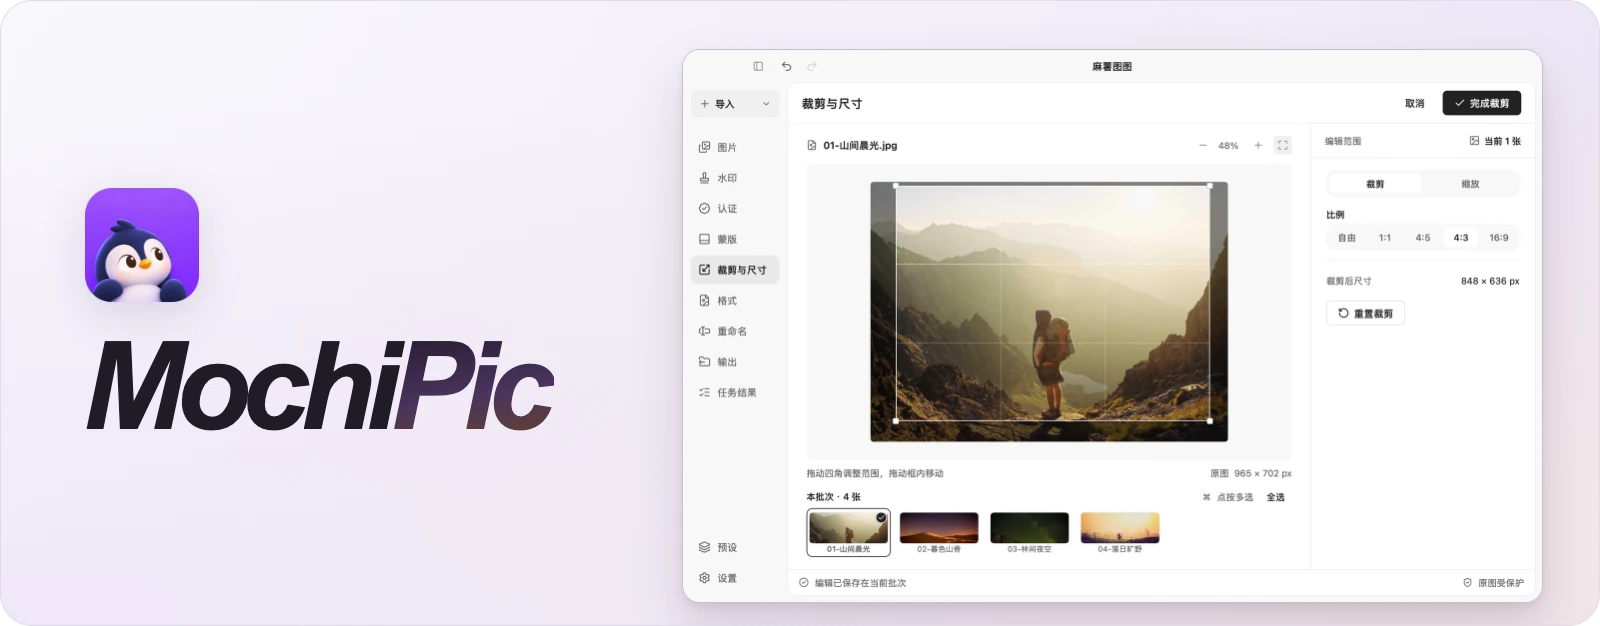 MochiPic
麻薯图图
导入
图片
水印
认证
蒙版
裁剪与尺寸
格式
重命名
输出
任务结果
预设
设置
裁剪与尺寸
取消
完成裁剪
01-山间晨光.jpg
48%
拖动四角调整范围，拖动框内移动
原图 965 × 702 px
本批次 · 4 张
⌘ 点按多选 全选
01-山间晨光
02-暮色山脊
03-林间夜空
04-落日旷野
编辑已保存在当前批次
原图受保护
编辑范围
当前 1 张
裁剪
缩放
比例
自由 1:1 4:5 4:3 16:9
裁剪后尺寸
848 × 636 px
重置裁剪